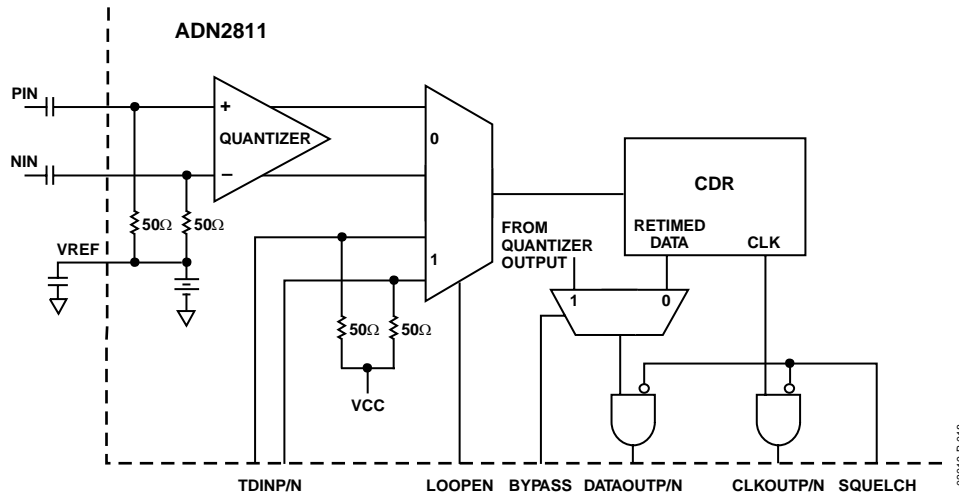 ADN2811
PIN
+
QUANTIZER
NIN
−
0
CDR
50Ω
50Ω
VREF
FROM
QUANTIZER
OUTPUT
RETIMED
DATA
CLK
1
1
0
50Ω
50Ω
VCC
TDINP/N
LOOPEN
BYPASS
DATAOUTP/N
CLKOUTP/N
SQUELCH